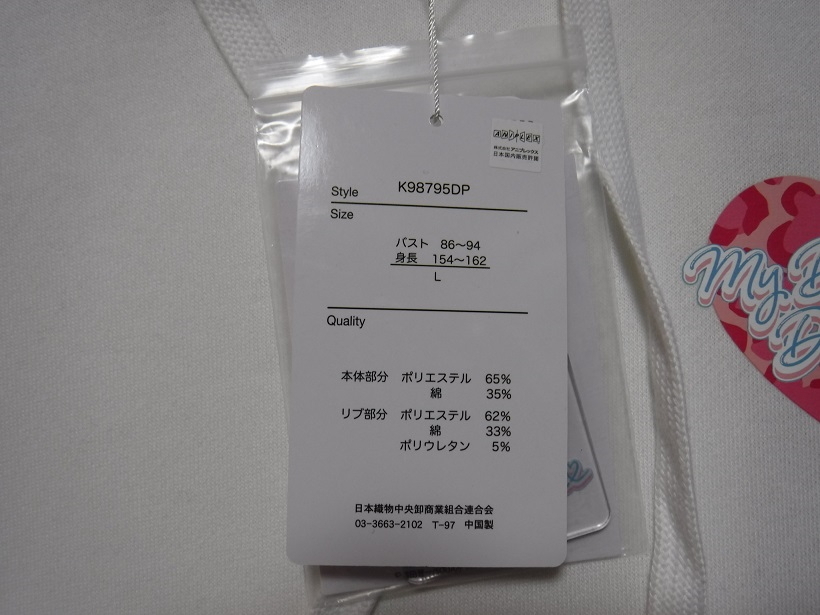 ANIPLEX
株式会社アニプレックス
日本国内販売許諾
Style K98795DP
Size
バスト 86〜94
身長 154〜162
L
Quality
本体部分 ポリエステル 65%
綿 35%
リブ部分 ポリエステル 62%
綿 33%
ポリウレタン 5%
日本織物中央卸商業組合連合会
03-3663-2102 T-97 中国製
My